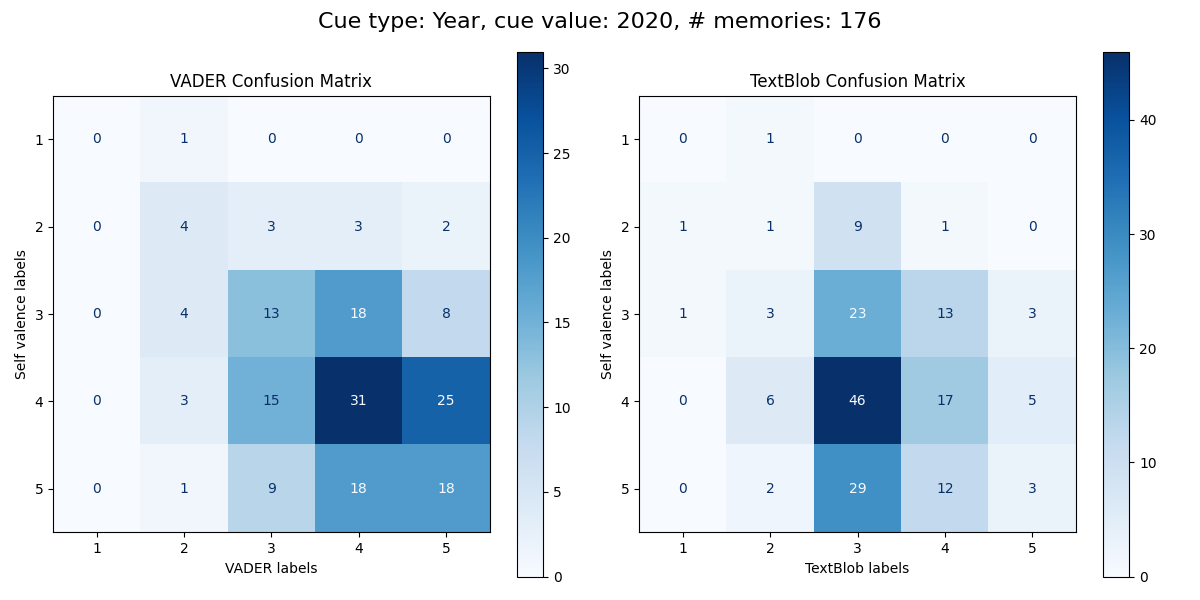 Cue type: Year, cue value: 2020, # memories: 176
VADER Confusion Matrix
1 0 1 0 0 0
2 0 4 3 3 2
3 0 4 13 18 8
4 0 3 15 31 25
5 0 1 9 18 18
1 2 3 4 5
VADER labels
Self valence labels
30
25
20
15
10
5
0
TextBlob Confusion Matrix
1 0 1 0 0 0
2 1 1 9 1 0
3 1 3 23 13 3
4 0 6 46 17 5
5 0 2 29 12 3
1 2 3 4 5
TextBlob labels
Self valence labels
40
30
20
10
0